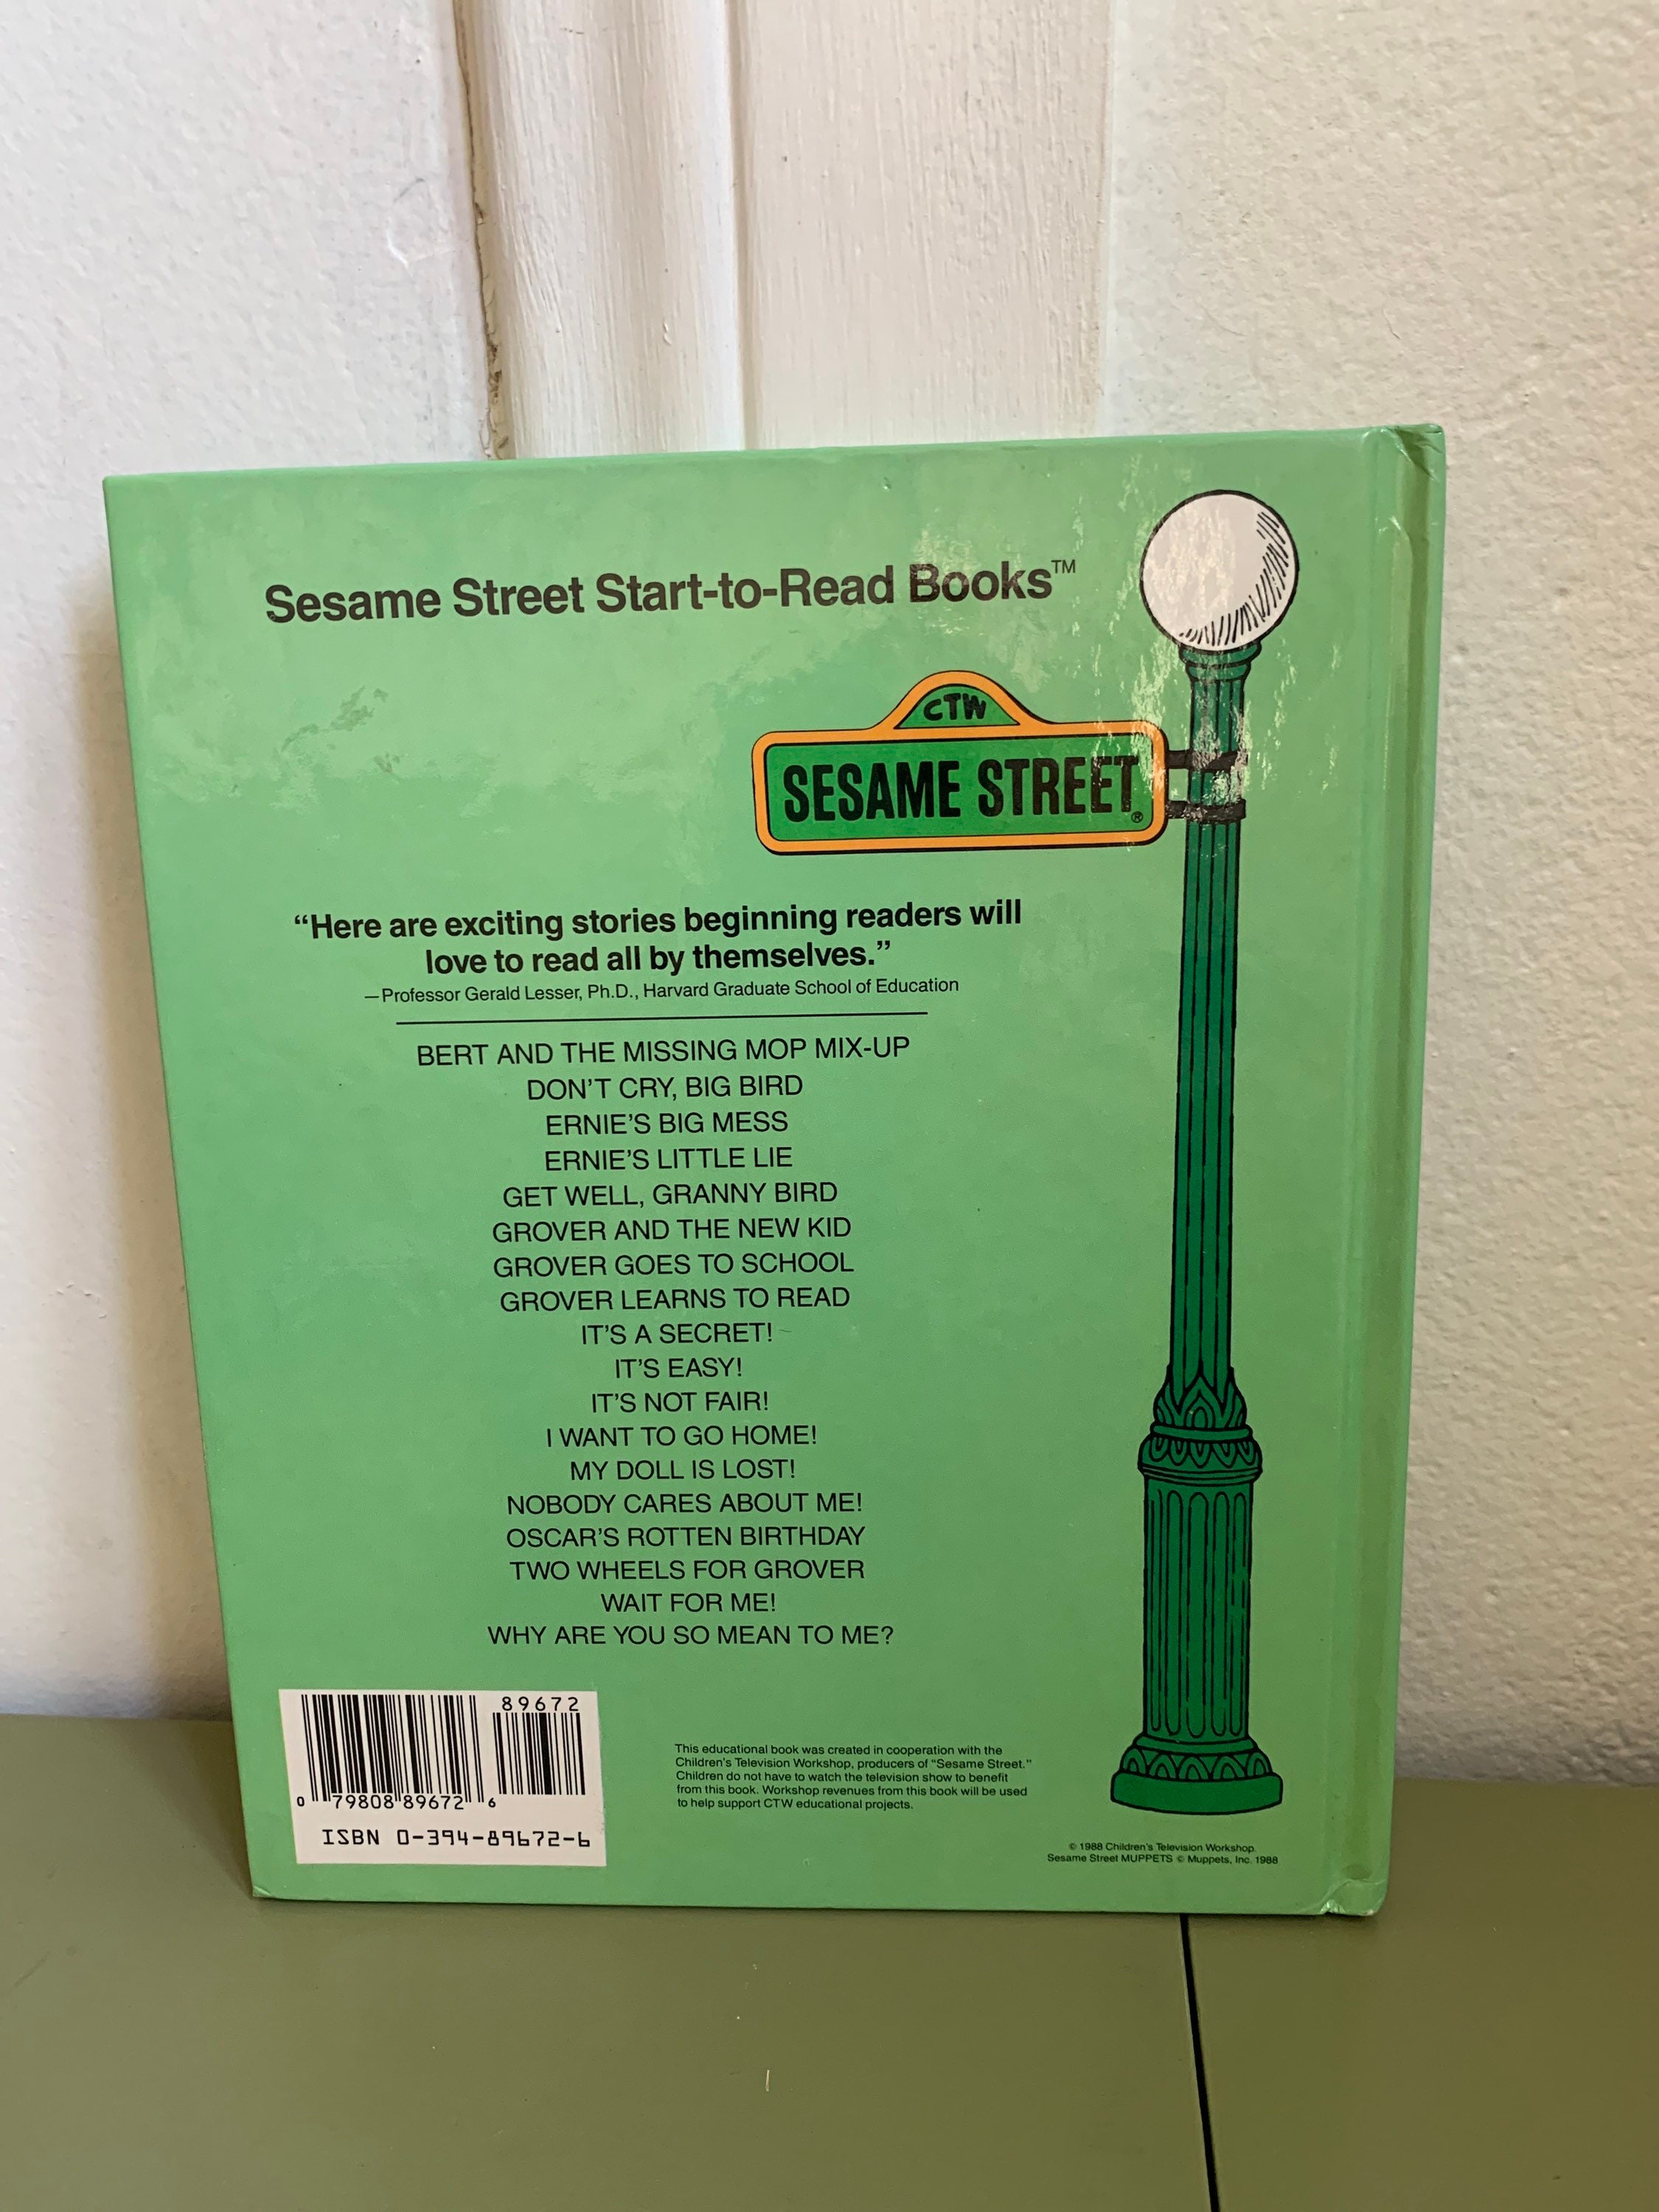 Sesame Street Start-to-Read Books™
CTW
SESAME STREET®
“Here are exciting stories beginning readers will
love to read all by themselves.”
—Professor Gerald Lesser, Ph.D., Harvard Graduate School of Education
BERT AND THE MISSING MOP MIX-UP
DON'T CRY, BIG BIRD
ERNIE'S BIG MESS
ERNIE'S LITTLE LIE
GET WELL, GRANNY BIRD
GROVER AND THE NEW KID
GROVER GOES TO SCHOOL
GROVER LEARNS TO READ
IT'S A SECRET!
IT'S EASY!
IT'S NOT FAIR!
I WANT TO GO HOME!
MY DOLL IS LOST!
NOBODY CARES ABOUT ME!
OSCAR'S ROTTEN BIRTHDAY
TWO WHEELS FOR GROVER
WAIT FOR ME!
WHY ARE YOU SO MEAN TO ME?
89672
0 79808 89672 6
ISBN 0-394-89672-6
This educational book was created in cooperation with the
Children's Television Workshop, producers of “Sesame Street.”
Children do not have to watch the television show to benefit
from this book. Workshop revenues from this book will be used
to help support CTW educational projects.
© 1988 Children's Television Workshop.
Sesame Street MUPPETS © Muppets, Inc. 1988